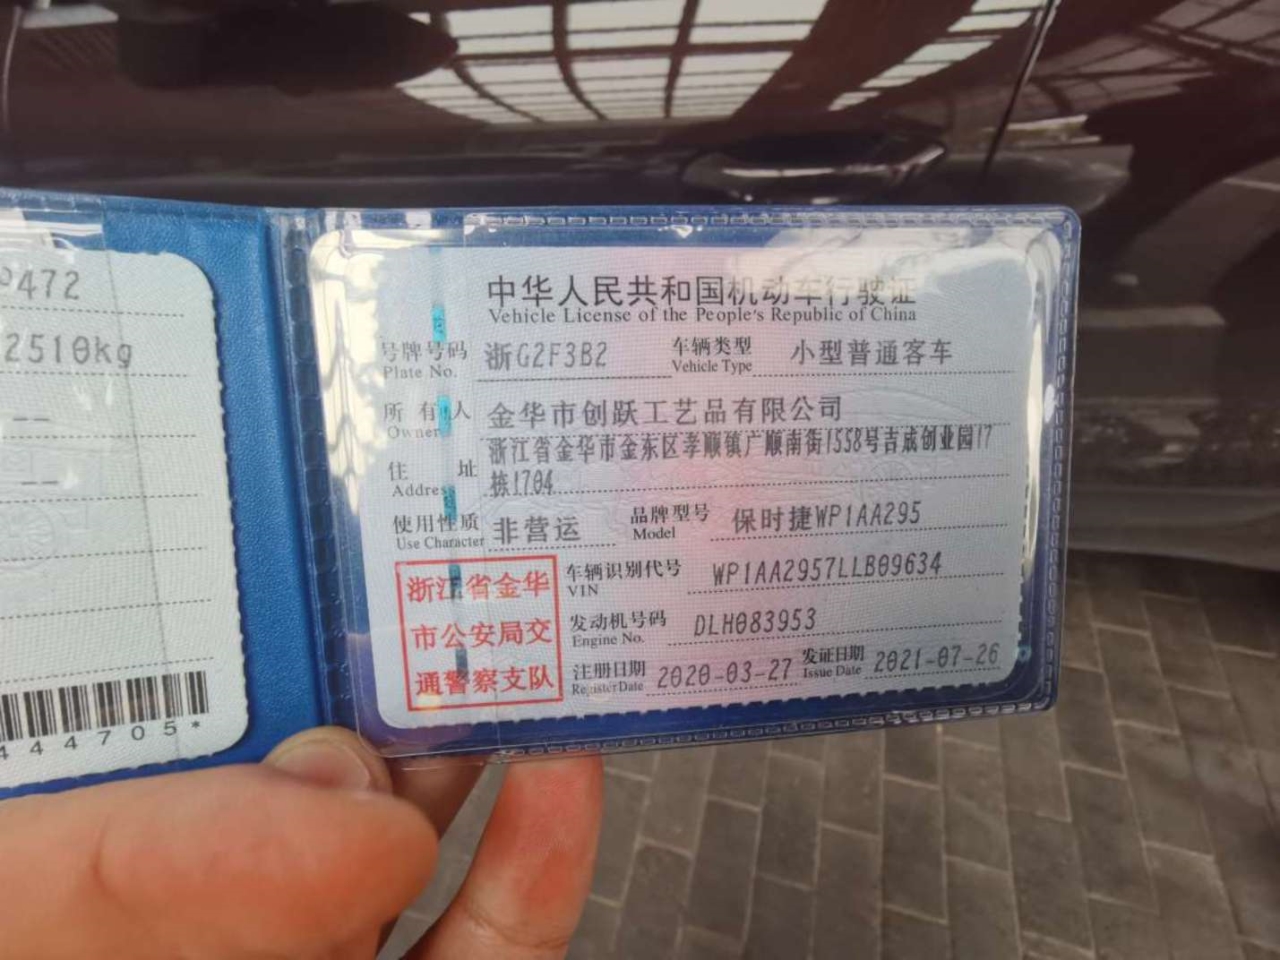 472
2510kg
--
--
44705*
中华人民共和国机动车行驶证
Vehicle License of the People's Republic of China
号牌号码 浙G2F3B2 车辆类型 小型普通客车
Plate No. Vehicle Type
所有人 金华市创跃工艺品有限公司
Owner
住址 浙江省金华市金东区孝顺镇广顺南街1558号吉成创业园17
Address 栋1704
使用性质 非营运 品牌型号 保时捷WP1AA295
Use Character Model
浙江省金华
市公安局交
通警察支队
车辆识别代号 WP1AA2957LLB09634
VIN
发动机号码 DLH083953
Engine No.
注册日期 2020-03-27 发证日期 2021-07-26
Register Date Issue Date